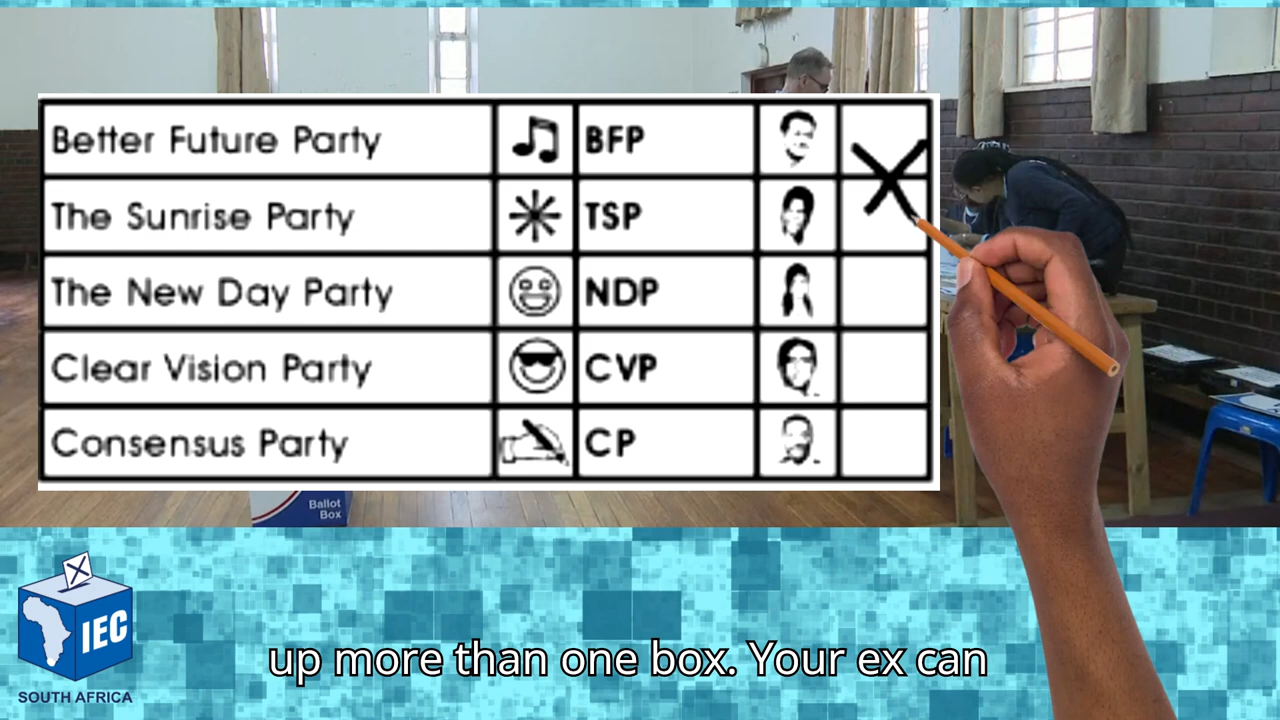 Better Future Party BFP
The Sunrise Party TSP
The New Day Party NDP
Clear Vision Party CVP
Consensus Party CP
Ballot
Box
IEC
SOUTH AFRICA
up more than one box. Your ex can